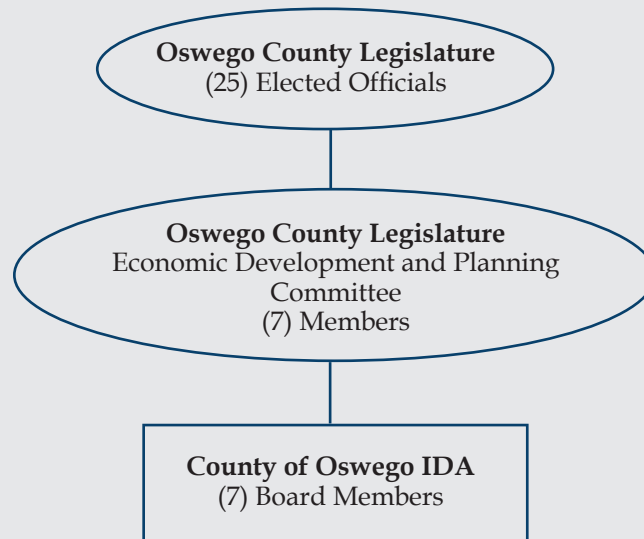 Oswego County Legislature
(25) Elected Officials
Oswego County Legislature
Economic Development and Planning
Committee
(7) Members
County of Oswego IDA
(7) Board Members